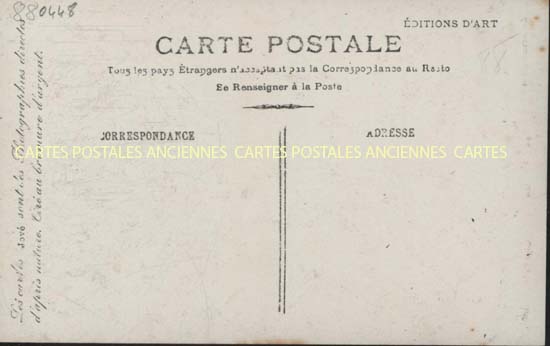 880448
ÉDITIONS D'ART
CARTE POSTALE
Tous les pays Étrangers n'acceptant pas la Correspondance au Recto
Se Renseigner à la Poste
CORRESPONDANCE
ADRESSE
CARTES POSTALES ANCIENNES CARTES POSTALES ANCIENNES CARTES
Les cartes sont des Photographies directes
d'après nature. Tirées au bromure d'argent.